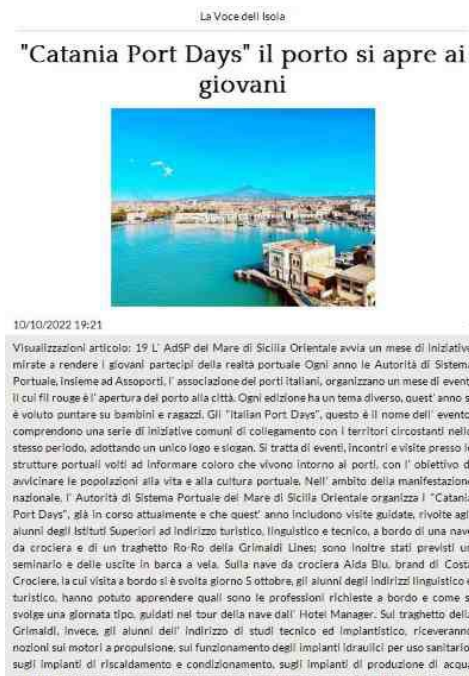 La Voce dell Isola
"Catania Port Days" il porto si apre ai
giovani
10/10/2022 19:21
Visualizzazioni articolo: 19 L' AdSP del Mare di Sicilia Orientale avvia un mese di iniziative
mirate a rendere i giovani partecipi della realtà portuale Ogni anno le Autorità di Sistema
Portuale, insieme ad Assoporti, l' associazione dei porti italiani, organizzano un mese di eventi
il cui fil rouge è l' apertura del porto alla città. Ogni edizione ha un tema diverso, quest' anno si
è voluto puntare su bambini e ragazzi. Gli "Italian Port Days", questo è il nome dell' evento,
comprendono una serie di iniziative comuni di collegamento con i territori circostanti nello
stesso periodo, adottando un unico logo e slogan. Si tratta di eventi, incontri e visite presso le
strutture portuali volti ad informare coloro che vivono intorno ai porti, con l' obiettivo di
avvicinare le popolazioni alla vita e alla cultura portuale. Nell' ambito della manifestazione
nazionale, l' Autorità di Sistema Portuale del Mare di Sicilia Orientale organizza i "Catania
Port Days", già in corso attualmente e che quest' anno includono visite guidate, rivolte agli
alunni degli Istituti Superiori ad indirizzo turistico, linguistico e tecnico, a bordo di una nave
da crociera e di un traghetto Ro-Ro della Grimaldi Lines; sono inoltre stati previsti un
seminario e delle uscite in barca a vela. Sulla nave da crociera Aida Blu, brand di Costa
Crociere, la cui visita a bordo si è svolta giorno 5 ottobre, gli alunni degli indirizzi linguistico e
turistico, hanno potuto apprendere quali sono le professioni richieste a bordo e come si
svolge una giornata tipo, guidati nel tour della nave dall' Hotel Manager. Sul traghetto della
Grimaldi, invece, gli alunni dell' indirizzo di studi tecnico ed impiantistico, riceveranno
nozioni sui motori a propulsione, sul funzionamento degli impianti idraulici per uso sanitario,
sugli impianti di riscaldamento e condizionamento, sugli impianti di produzione di acqua